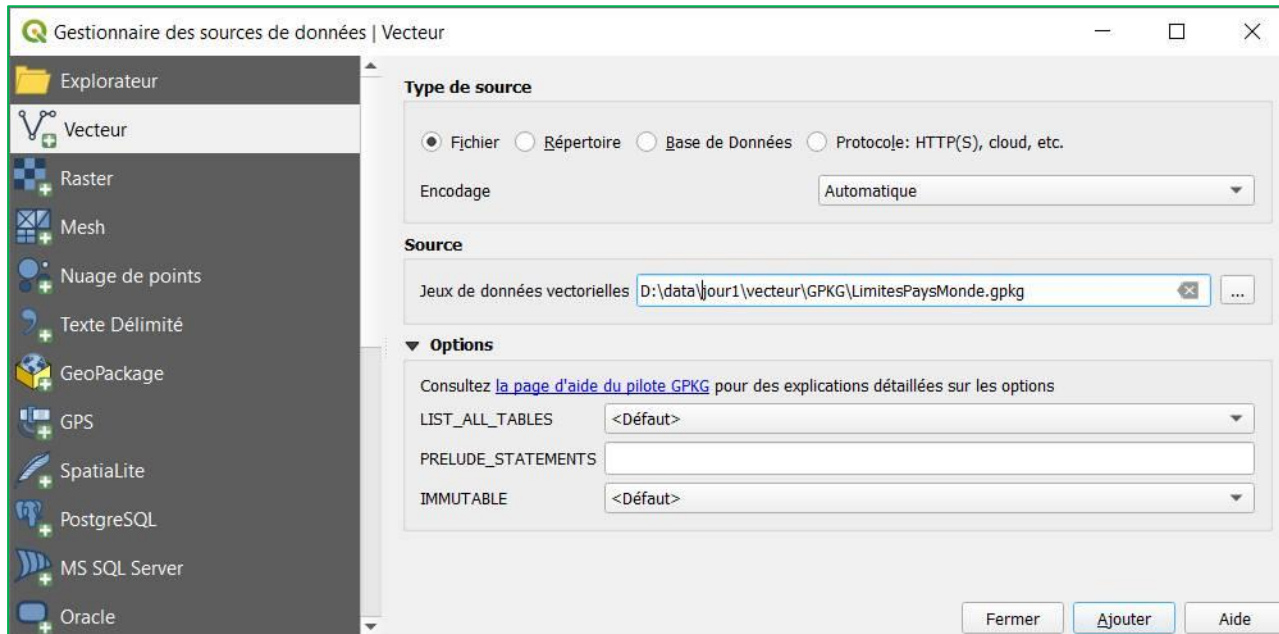 Gestionnaire des sources de données | Vecteur
Explorateur
Vecteur
Raster
Mesh
Nuage de points
Texte Délimité
GeoPackage
GPS
SpatiaLite
PostgreSQL
MS SQL Server
Oracle
Type de source
Fichier Répertoire Base de Données Protocole: HTTP(S), cloud, etc.
Encodage Automatique
Source
Jeux de données vectorielles D:\data\jour1\vecteur\GPKG\LimitesPaysMonde.gpkg ...
Options
Consultez la page d'aide du pilote GPKG pour des explications détaillées sur les options
LIST_ALL_TABLES <Défaut>
PRELUDE_STATEMENTS
IMMUTABLE <Défaut>
Fermer Ajouter Aide